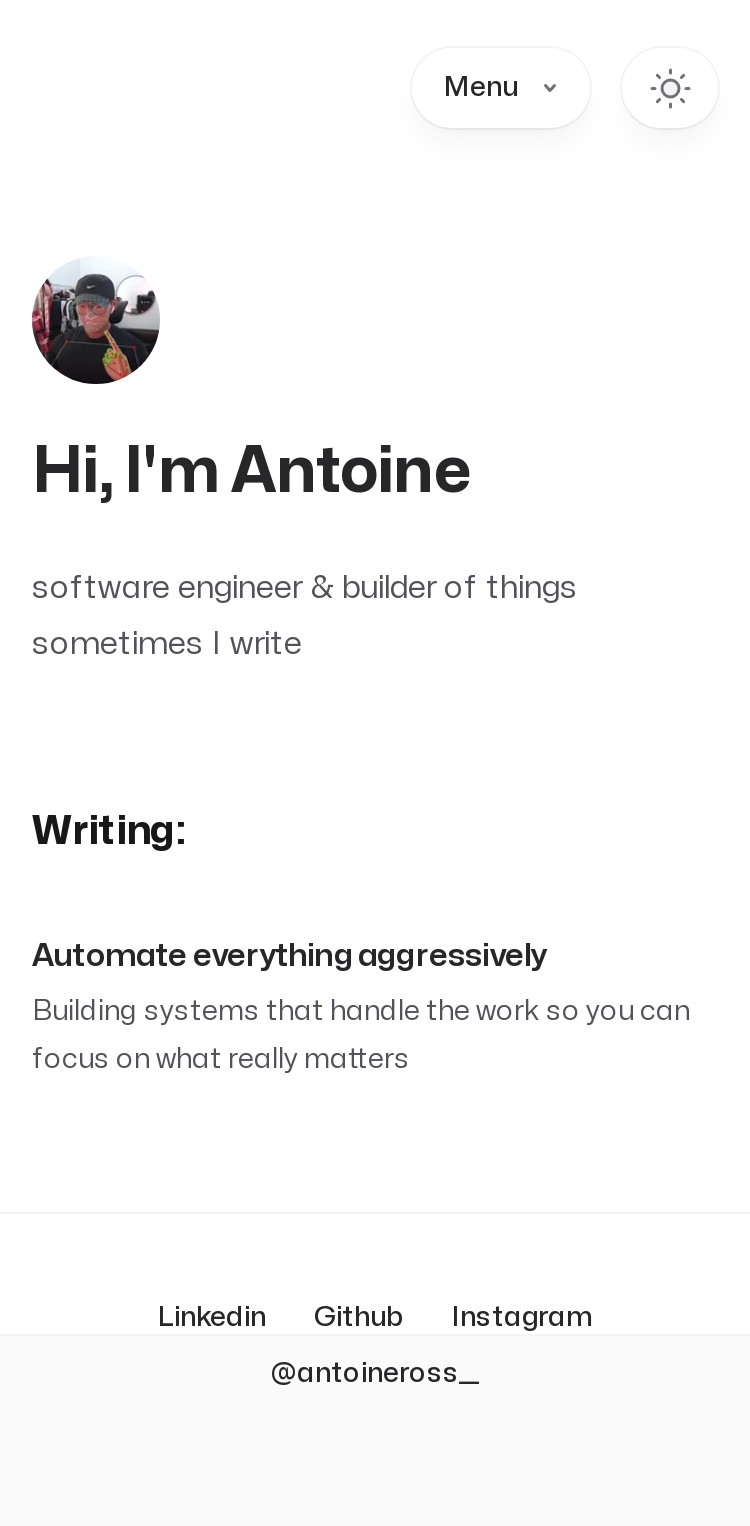 Menu
Hi, I'm Antoine
software engineer & builder of things
sometimes I write
Writing:
Automate everything aggressively
Building systems that handle the work so you can
focus on what really matters
Linkedin Github Instagram
@antoineross_